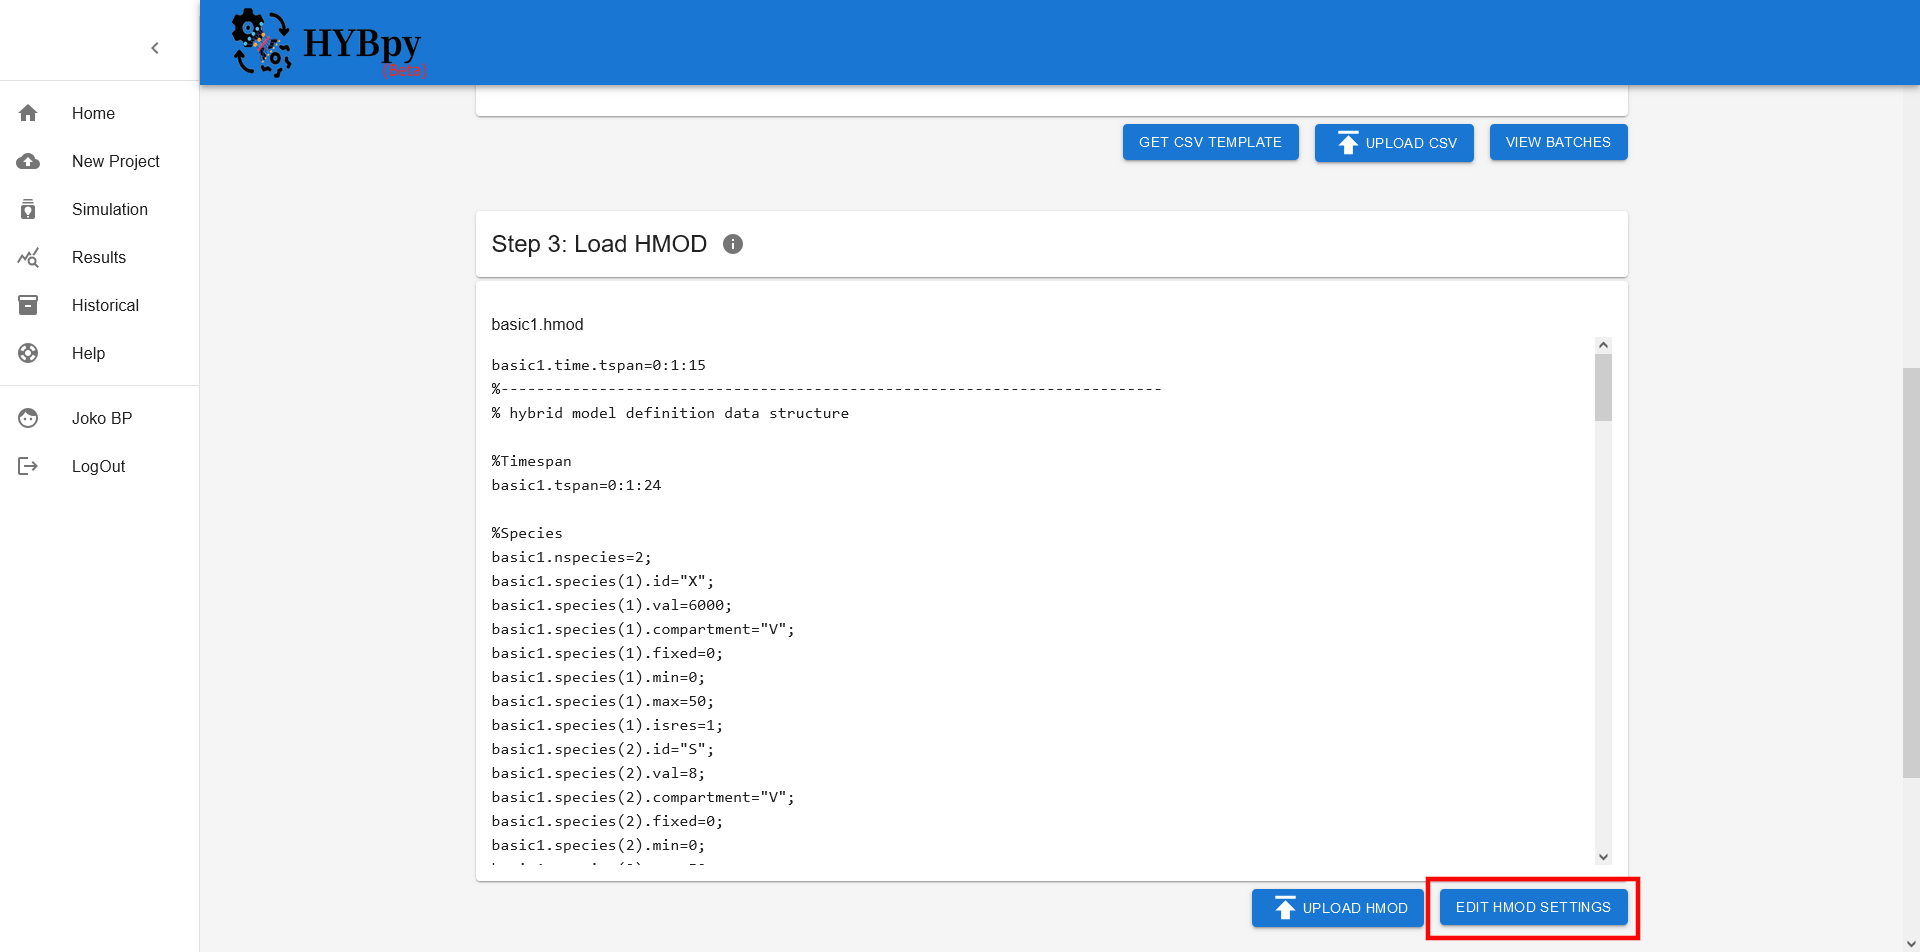 HYBpy
(Beta)
Home
New Project
Simulation
Results
Historical
Help
Joko BP
LogOut
GET CSV TEMPLATE
UPLOAD CSV
VIEW BATCHES
Step 3: Load HMOD
basic1.hmod
basic1.time.tspan=0:1:15
%--------------------------------------------------------------------------
% hybrid model definition data structure
%Timespan
basic1.tspan=0:1:24
%Species
basic1.nspecies=2;
basic1.species(1).id="X";
basic1.species(1).val=6000;
basic1.species(1).compartment="V";
basic1.species(1).fixed=0;
basic1.species(1).min=0;
basic1.species(1).max=50;
basic1.species(1).isres=1;
basic1.species(2).id="S";
basic1.species(2).val=8;
basic1.species(2).compartment="V";
basic1.species(2).fixed=0;
basic1.species(2).min=0;
UPLOAD HMOD
EDIT HMOD SETTINGS